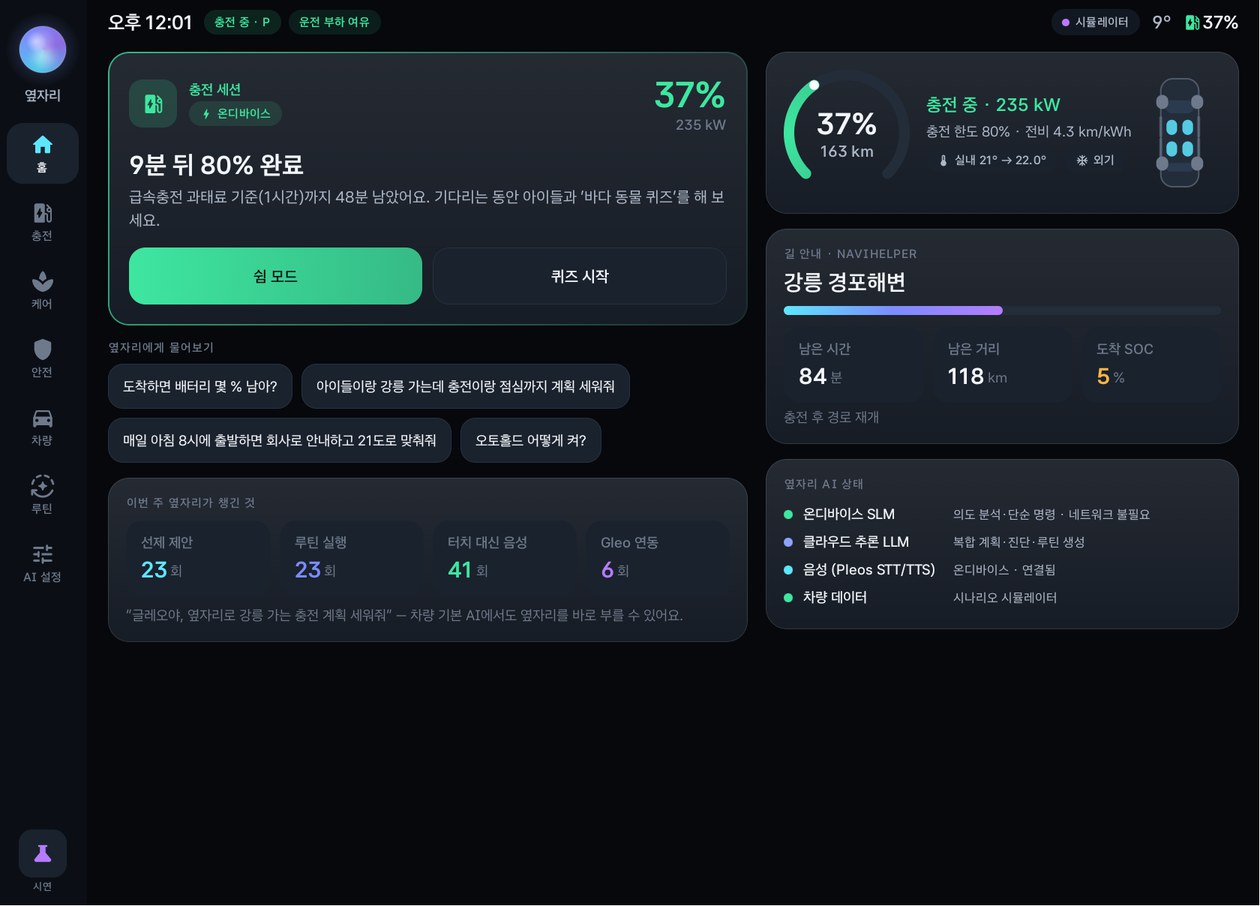 옆자리
홈
충전
케어
안전
차량
루틴
AI 설정
시연
오후 12:01
충전 중 · P
운전 부하 여유
시뮬레이터
9°
37%
충전 세션
온디바이스
37%
235 kW
9분 뒤 80% 완료
급속충전 과태료 기준(1시간)까지 48분 남았어요. 기다리는 동안 아이들과 ‘바다 동물 퀴즈’를 해 보
세요.
쉼 모드
퀴즈 시작
옆자리에게 물어보기
도착하면 배터리 몇 % 남아?
아이들이랑 강릉 가는데 충전이랑 점심까지 계획 세워줘
매일 아침 8시에 출발하면 회사로 안내하고 21도로 맞춰줘
오토홀드 어떻게 켜?
이번 주 옆자리가 챙긴 것
선제 제안
23 회
루틴 실행
23 회
터치 대신 음성
41 회
Gleo 연동
6 회
“글레오야, 옆자리로 강릉 가는 충전 계획 세워줘” — 차량 기본 AI에서도 옆자리를 바로 부를 수 있어요.
37%
163 km
충전 중 · 235 kW
충전 한도 80% · 전비 4.3 km/kWh
실내 21° → 22.0°
외기
길 안내 · NAVIHELPER
강릉 경포해변
남은 시간
84 분
남은 거리
118 km
도착 SOC
5 %
충전 후 경로 재개
옆자리 AI 상태
온디바이스 SLM
의도 분석·단순 명령 · 네트워크 불필요
클라우드 추론 LLM
복합 계획·진단·루틴 생성
음성 (Pleos STT/TTS)
온디바이스 · 연결됨
차량 데이터
시나리오 시뮬레이터